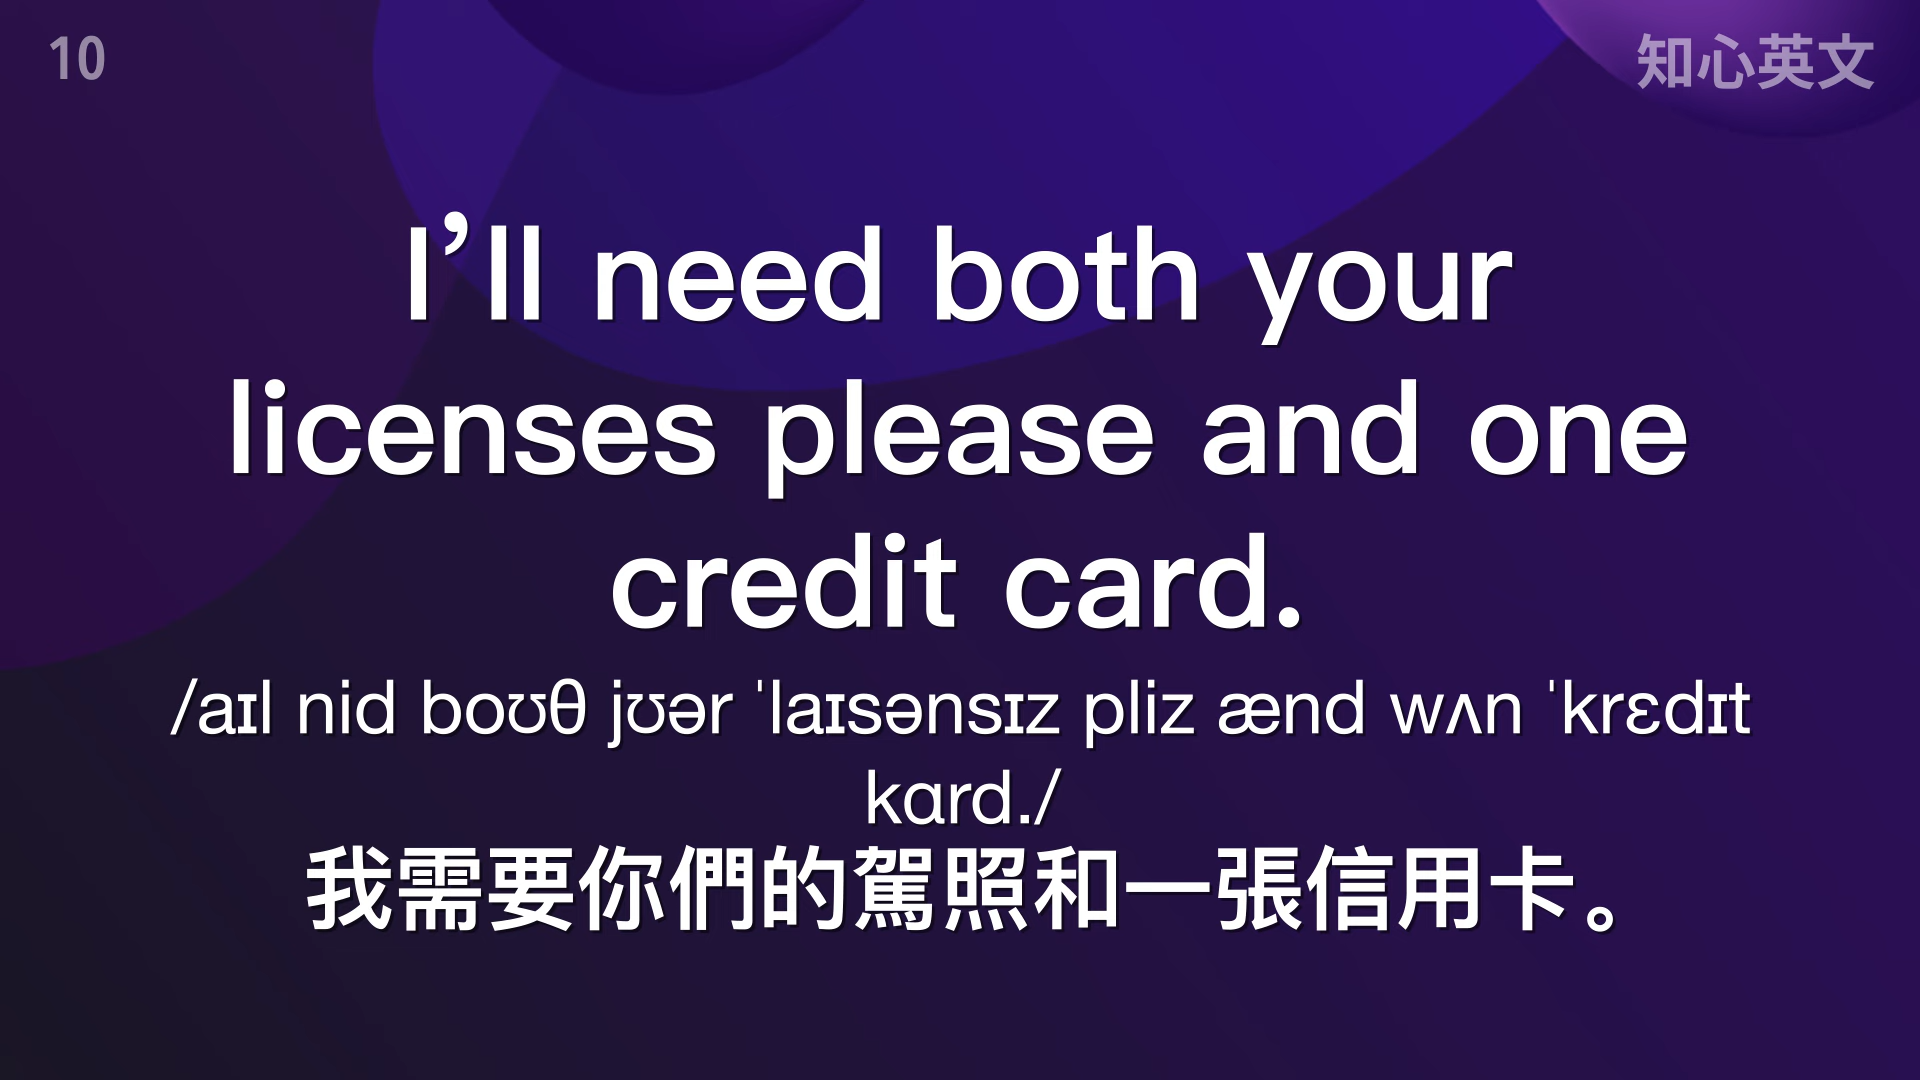 10
知心英文
I’ll need both your
licenses please and one
credit card.
/aɪl nid boʊθ jʊər ˈlaɪsənsɪz pliz ænd wʌn ˈkrɛdɪt
kɑrd./
我需要你們的駕照和一張信用卡。